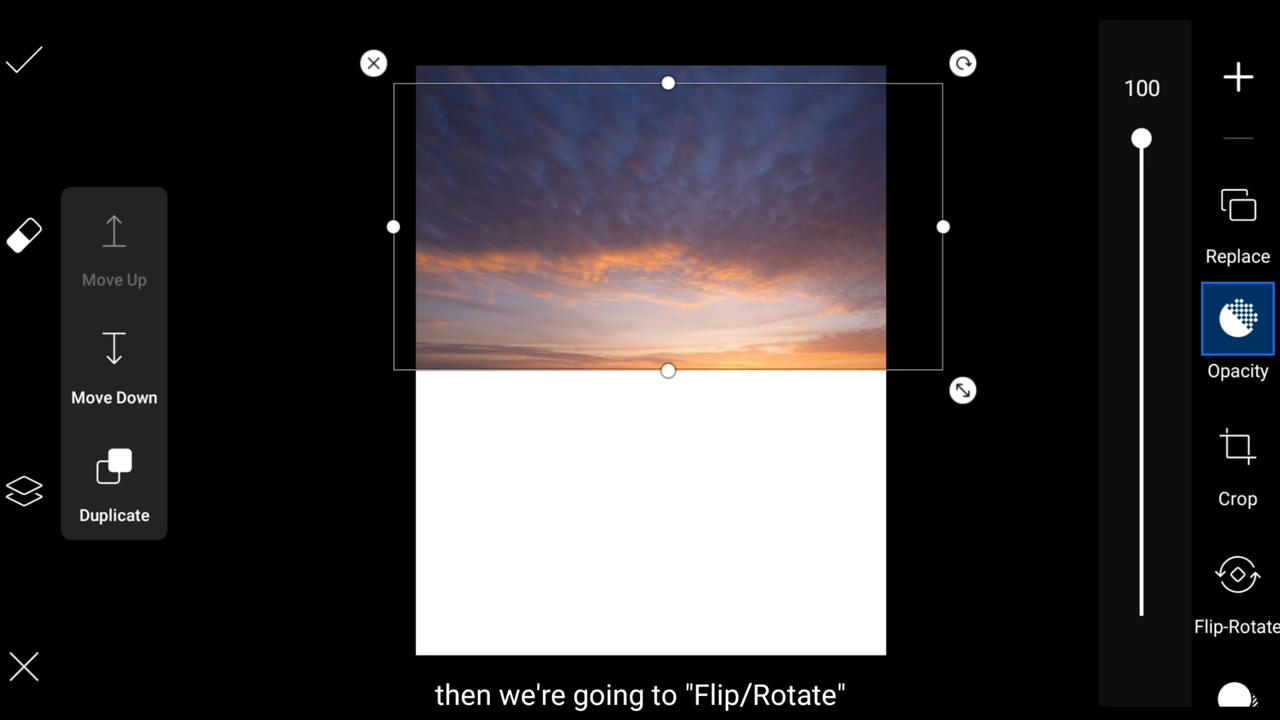 100
Move Up
Move Down
Duplicate
Replace
Opacity
Crop
Flip-Rotate
then we're going to "Flip/Rotate"